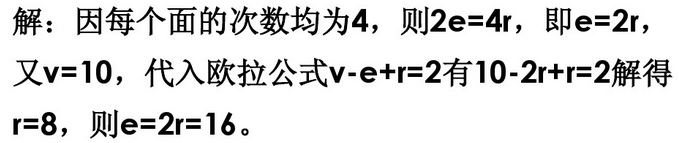 解：因每个面的次数均为4，则2e=4r，即e=2r，
又v=10，代入欧拉公式v-e+r=2有10-2r+r=2解得
r=8，则e=2r=16。